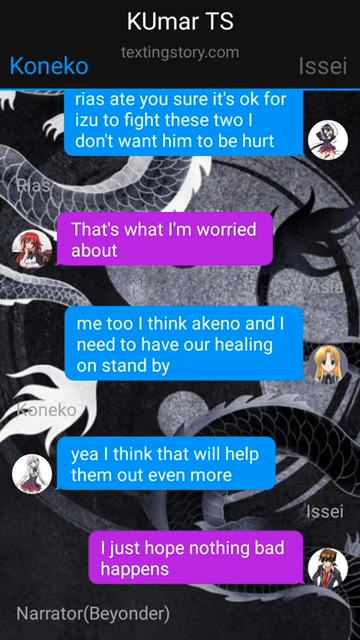 KUmar TS
textingstory.com
Koneko
Issei
rias ate you sure it's ok for
izu to fight these two I
don't want him to be hurt
Rias
That's what I'm worried
about
Asia
me too I think akeno and I
need to have our healing
on stand by
Koneko
yea I think that will help
them out even more
Issei
I just hope nothing bad
happens
Narrator(Beyonder)